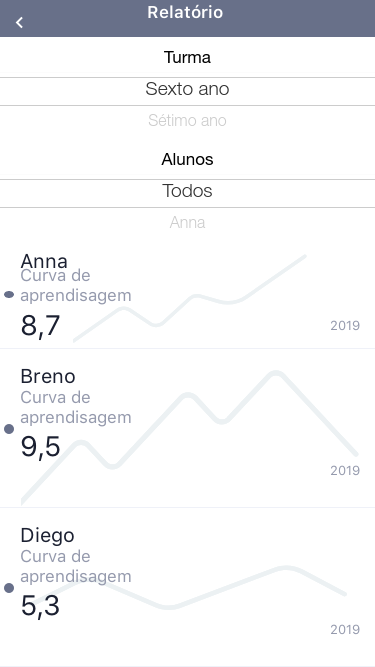 Relatório
Turma
Sexto ano
Sétimo ano
Alunos
Todos
Anna
Anna
Curva de
aprendisagem
8,7
2019
Breno
Curva de
aprendisagem
9,5
2019
Diego
Curva de
aprendisagem
5,3
2019